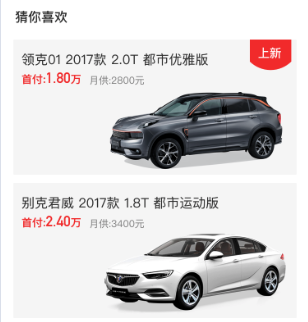 猜你喜欢
领克01 2017款 2.0T 都市优雅版
上新
首付:1.80万 月供:2800元
别克君威 2017款 1.8T 都市运动版
首付:2.40万 月供:3400元